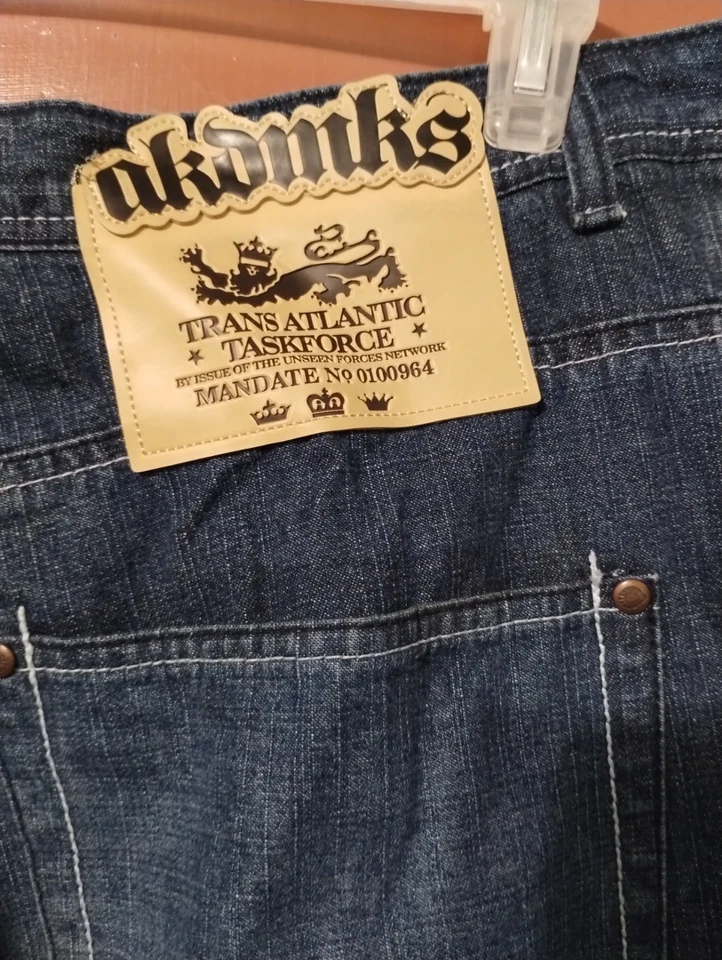 akdmks
TRANS ATLANTIC
TASKFORCE
BY ISSUE OF THE UNSEEN FORCES NETWORK
MANDATE No 0100964